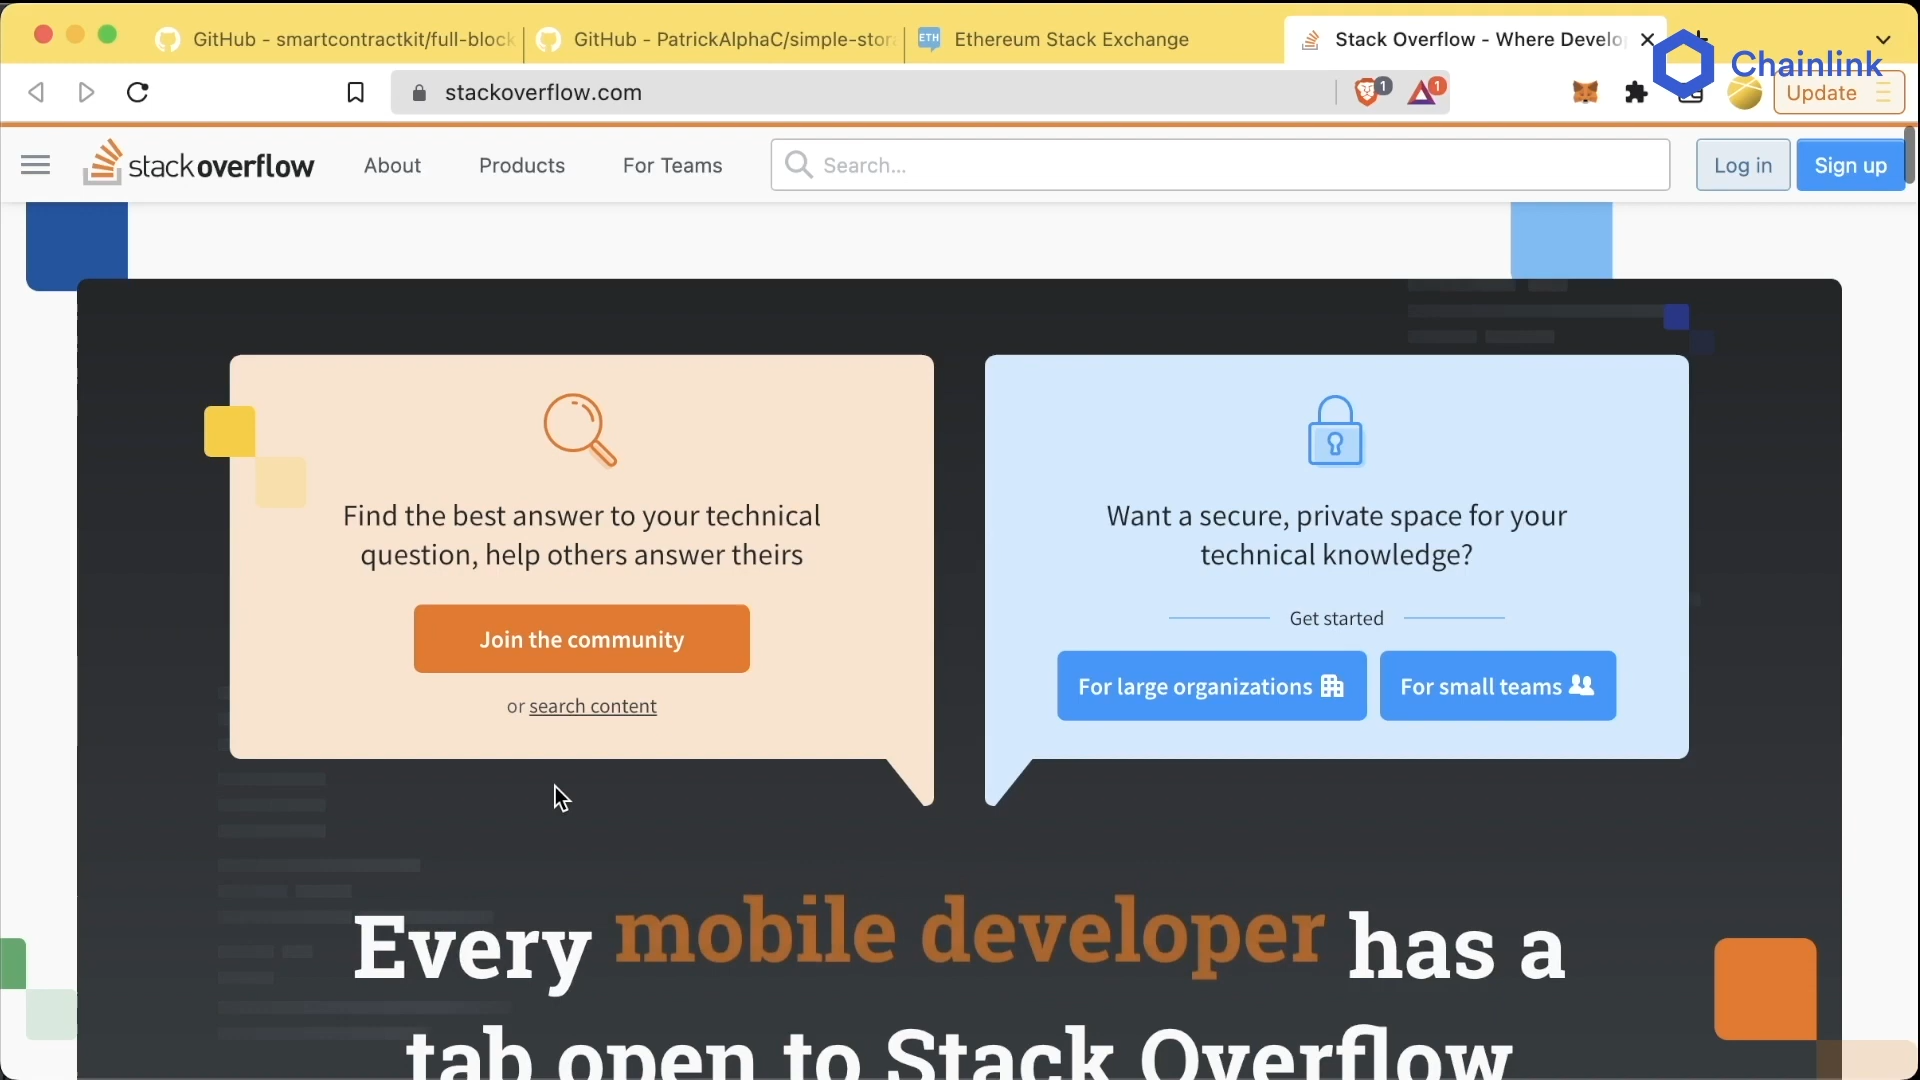 GitHub - smartcontractkit/full-block
GitHub - PatrickAlphaC/simple-stor
Ethereum Stack Exchange
Stack Overflow - Where Develo
ETH
Chainlink
stackoverflow.com
1
1
Update
stackoverflow
About
Products
For Teams
Search...
Log in
Sign up
Find the best answer to your technical
question, help others answer theirs
Join the community
or search content
Want a secure, private space for your
technical knowledge?
Get started
For large organizations
For small teams
Every mobile developer has a
tab open to Stack Overflow